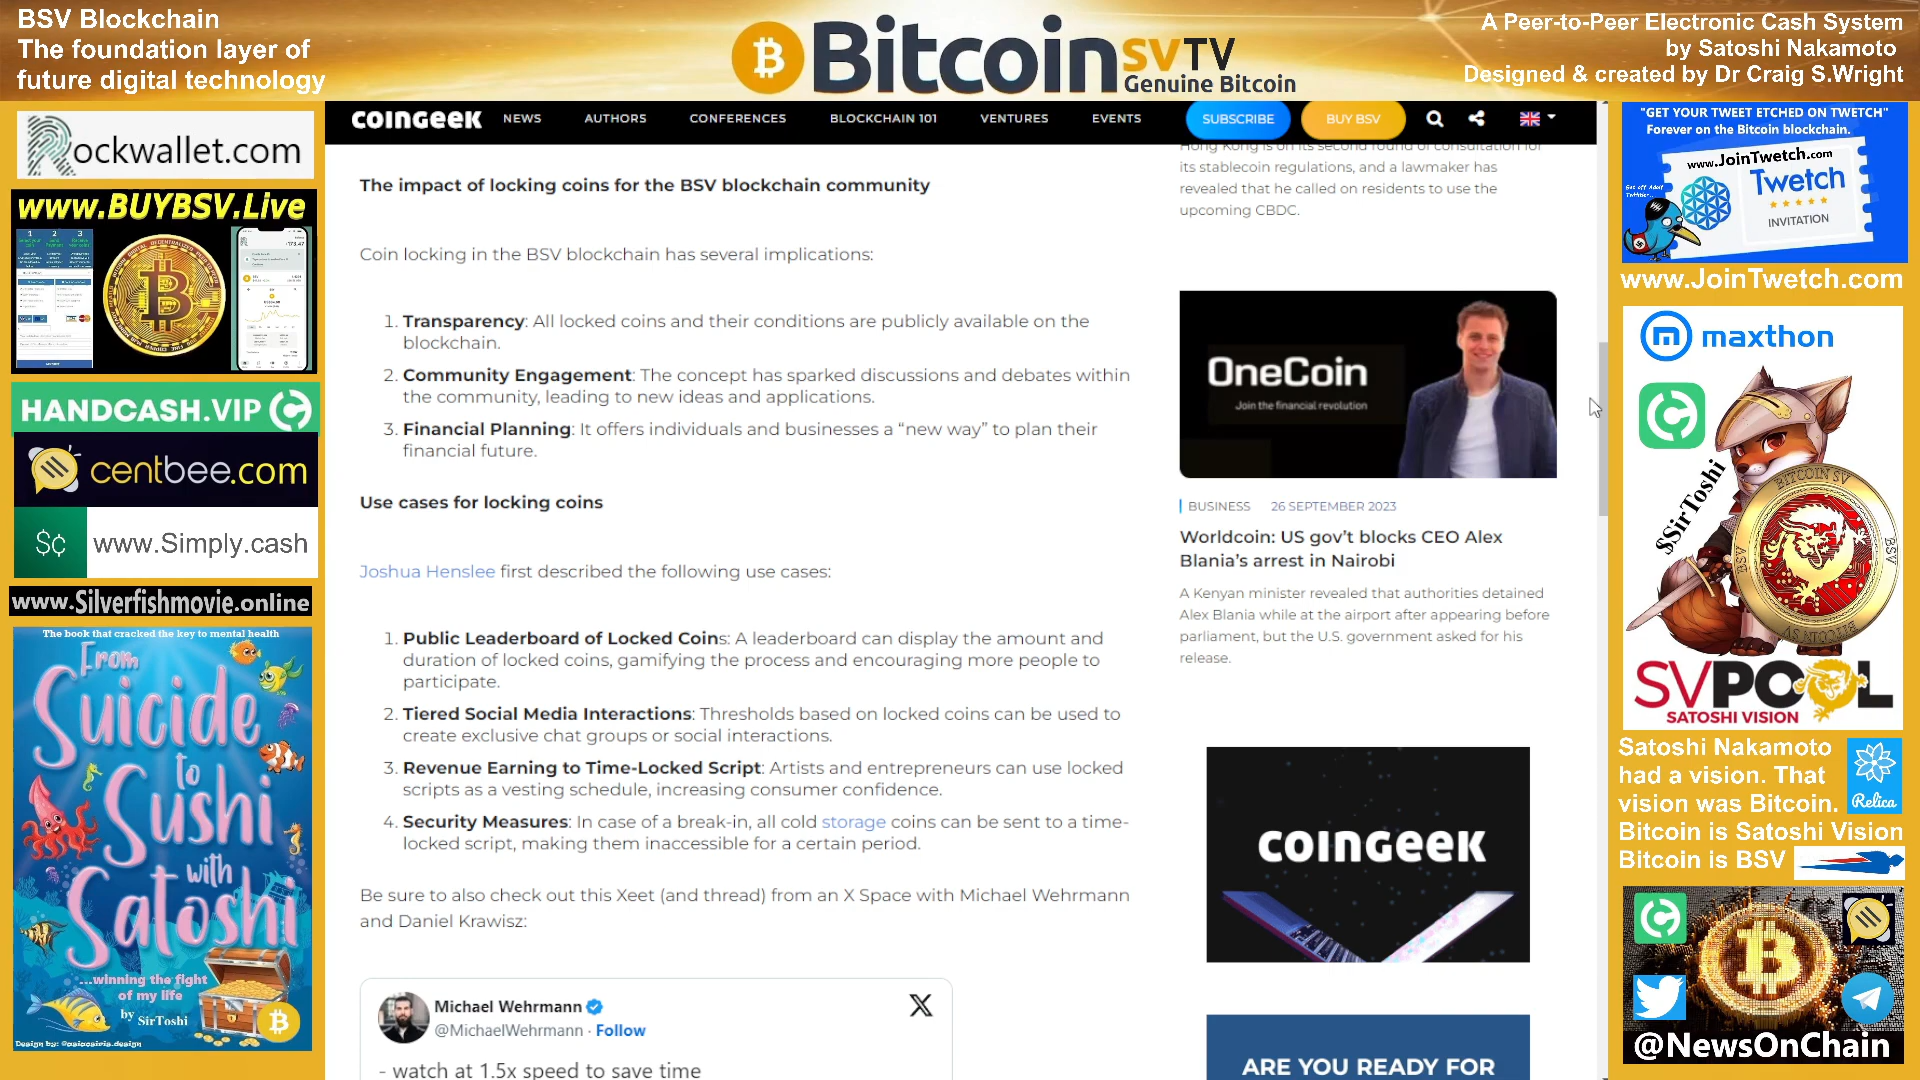 BSV Blockchain
The foundation layer of
future digital technology
Bitcoin SVTV
Genuine Bitcoin
A Peer-to-Peer Electronic Cash System
by Satoshi Nakamoto
Designed & created by Dr Craig S.Wright
Rockwallet.com
www.BUYBSV.Live
HANDCASH.VIP
centbee.com
S¢ www.Simply.cash
www.Silverfishmovie.online
The book that cracked the key to mental health
From
Suicide
to
Sushi
with
Satoshi
...winning the fight
of my life
by SirToshi
COINGEEK NEWS AUTHORS CONFERENCES BLOCKCHAIN 101 VENTURES EVENTS SUBSCRIBE BUY BSV
The impact of locking coins for the BSV blockchain community
Coin locking in the BSV blockchain has several implications:
1. Transparency: All locked coins and their conditions are publicly available on the
blockchain.
2. Community Engagement: The concept has sparked discussions and debates within
the community, leading to new ideas and applications.
3. Financial Planning: It offers individuals and businesses a “new way” to plan their
financial future.
Use cases for locking coins
Joshua Henslee first described the following use cases:
1. Public Leaderboard of Locked Coins: A leaderboard can display the amount and
duration of locked coins, gamifying the process and encouraging more people to
participate.
2. Tiered Social Media Interactions: Thresholds based on locked coins can be used to
create exclusive chat groups or social interactions.
3. Revenue Earning to Time-Locked Script: Artists and entrepreneurs can use locked
scripts as a vesting schedule, increasing consumer confidence.
4. Security Measures: In case of a break-in, all cold storage coins can be sent to a time-
locked script, making them inaccessible for a certain period.
Be sure to also check out this Xeet (and thread) from an X Space with Michael Wehrmann
and Daniel Krawisz:
Michael Wehrmann
@MichaelWehrmann · Follow
- watch at 1.5x speed to save time
Hong Kong is on its second round of consultation for
its stablecoin regulations, and a lawmaker has
revealed that he called on residents to use the
upcoming CBDC.
OneCoin
Join the financial revolution
BUSINESS 26 SEPTEMBER 2023
Worldcoin: US gov’t blocks CEO Alex
Blania’s arrest in Nairobi
A Kenyan minister revealed that authorities detained
Alex Blania while at the airport after appearing before
parliament, but the U.S. government asked for his
release.
COINGEEK
ARE YOU READY FOR
"GET YOUR TWEET ETCHED ON TWETCH"
Forever on the Bitcoin blockchain.
www.JoinTwetch.com
Twetch
INVITATION
www.JoinTwetch.com
maxthon
$SirToshi
BITCOIN SV
BSV
BSV
SVPOOL
SATOSHI VISION
Satoshi Nakamoto
had a vision. That
vision was Bitcoin.
Relica
Bitcoin is Satoshi Vision
Bitcoin is BSV
@NewsOnChain